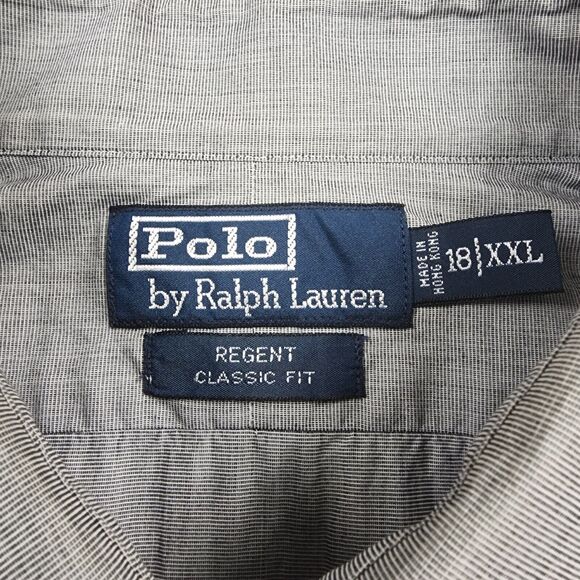 Polo
by Ralph Lauren
MADE IN
HONG KONG
18|XXL
REGENT
CLASSIC FIT